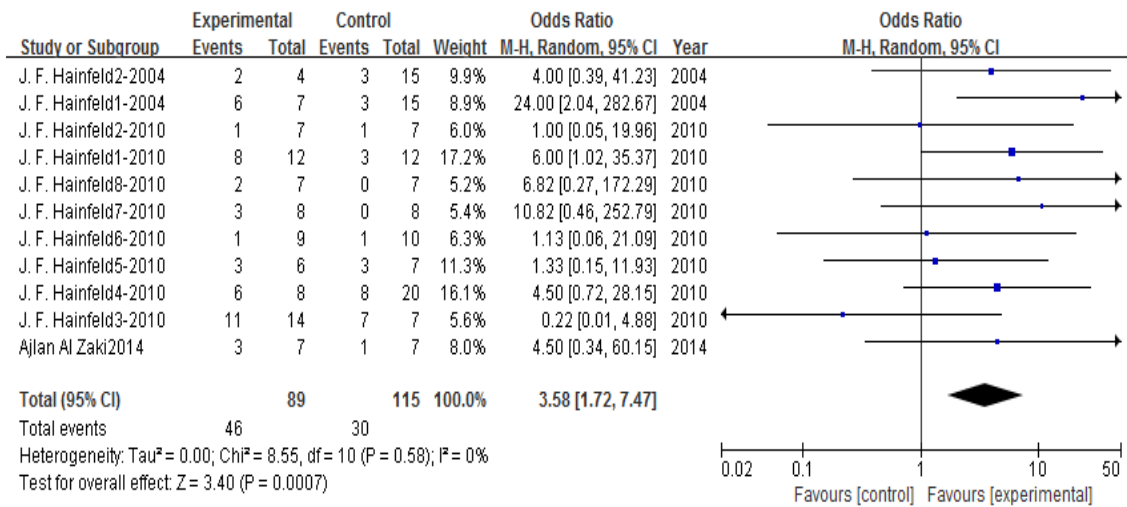 Experimental Control Odds Ratio Odds Ratio
Study or Subgroup Events Total Events Total Weight M-H, Random, 95% CI Year M-H, Random, 95% CI
J. F. Hainfeld2-2004 2 4 3 15 9.9% 4.00 [0.39, 41.23] 2004
J. F. Hainfeld1-2004 6 7 3 15 8.9% 24.00 [2.04, 282.67] 2004
J. F. Hainfeld2-2010 1 7 1 7 6.0% 1.00 [0.05, 19.96] 2010
J. F. Hainfeld1-2010 8 12 3 12 17.2% 6.00 [1.02, 35.37] 2010
J. F. Hainfeld8-2010 2 7 0 7 5.2% 6.82 [0.27, 172.29] 2010
J. F. Hainfeld7-2010 3 8 0 8 5.4% 10.82 [0.46, 252.79] 2010
J. F. Hainfeld6-2010 1 9 1 10 6.3% 1.13 [0.06, 21.09] 2010
J. F. Hainfeld5-2010 3 6 3 7 11.3% 1.33 [0.15, 11.93] 2010
J. F. Hainfeld4-2010 6 8 8 20 16.1% 4.50 [0.72, 28.15] 2010
J. F. Hainfeld3-2010 11 14 7 7 5.6% 0.22 [0.01, 4.88] 2010
Ajlan Al Zaki2014 3 7 1 7 8.0% 4.50 [0.34, 60.15] 2014
Total (95% CI) 89 115 100.0% 3.58 [1.72, 7.47]
Total events 46 30
Heterogeneity: Tau² = 0.00; Chi² = 8.55, df = 10 (P = 0.58); I² = 0%
Test for overall effect: Z = 3.40 (P = 0.0007)
0.02 0.1 1 10 50
Favours [control] Favours [experimental]